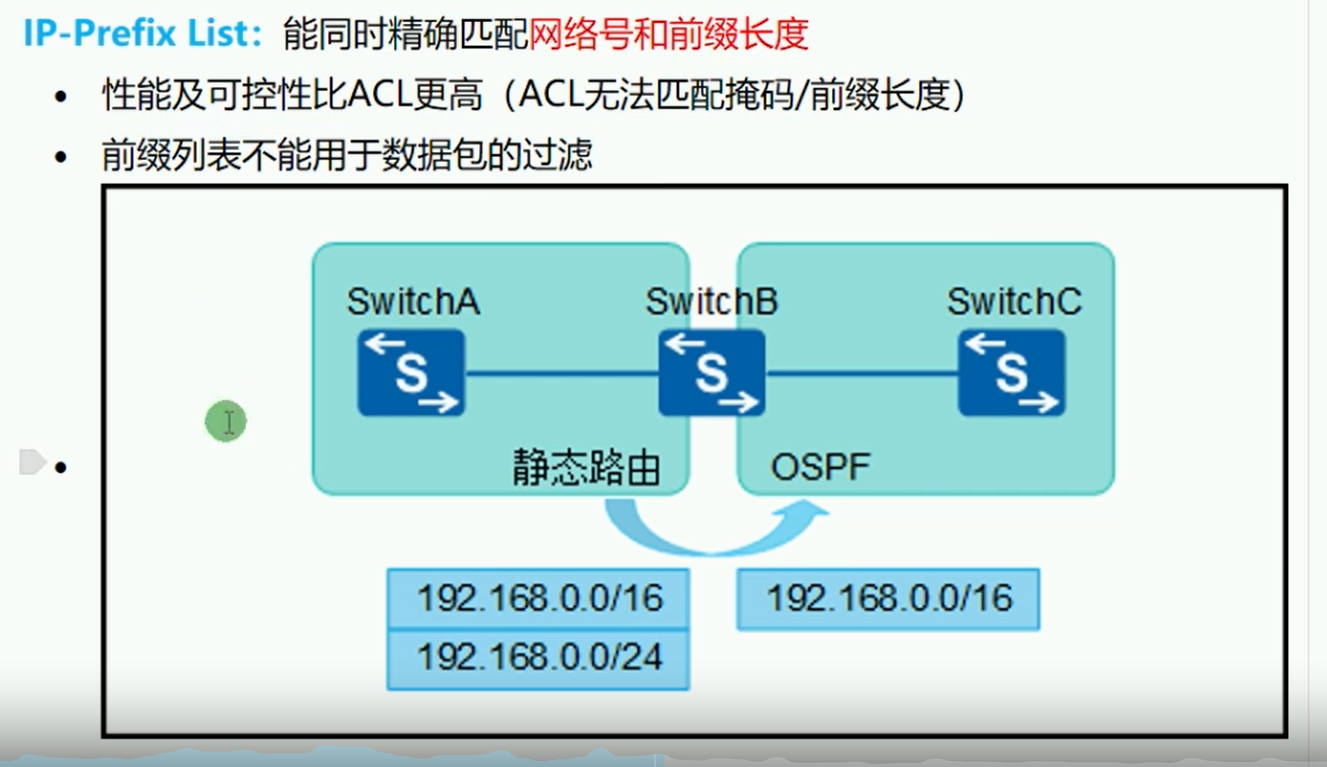 IP-Prefix List：能同时精确匹配网络号和前缀长度
• 性能及可控性比ACL更高（ACL无法匹配掩码/前缀长度）
• 前缀列表不能用于数据包的过滤
SwitchA
SwitchB
SwitchC
S
S
S
静态路由
OSPF
192.168.0.0/16
192.168.0.0/16
192.168.0.0/24